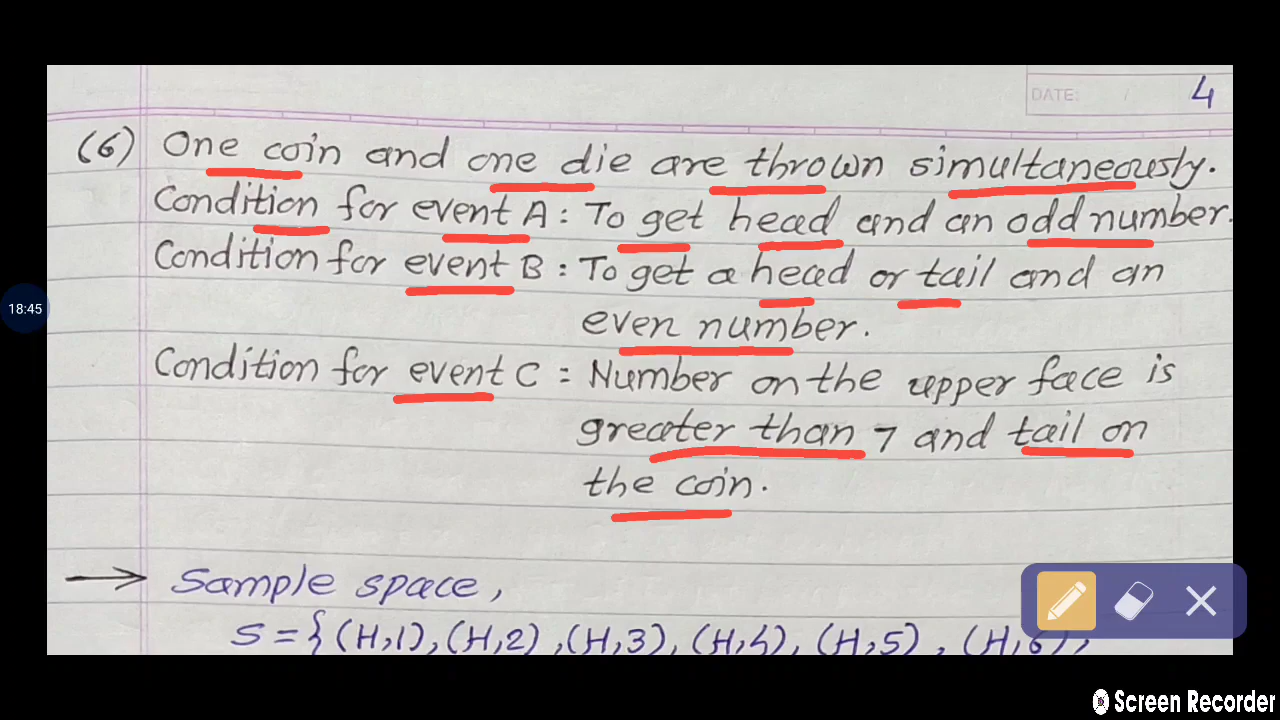 DATE: / 4
(6) One coin and one die are thrown simultaneously.
Condition for event A : To get head and an odd number.
Condition for event B : To get a head or tail and an
even number.
Condition for event C : Number on the upper face is
greater than 7 and tail on
the coin.
18:45
→ Sample space,
S = { (H,1), (H,2) , (H,3), (H,4), (H,5) , (H,6),
Screen Recorder